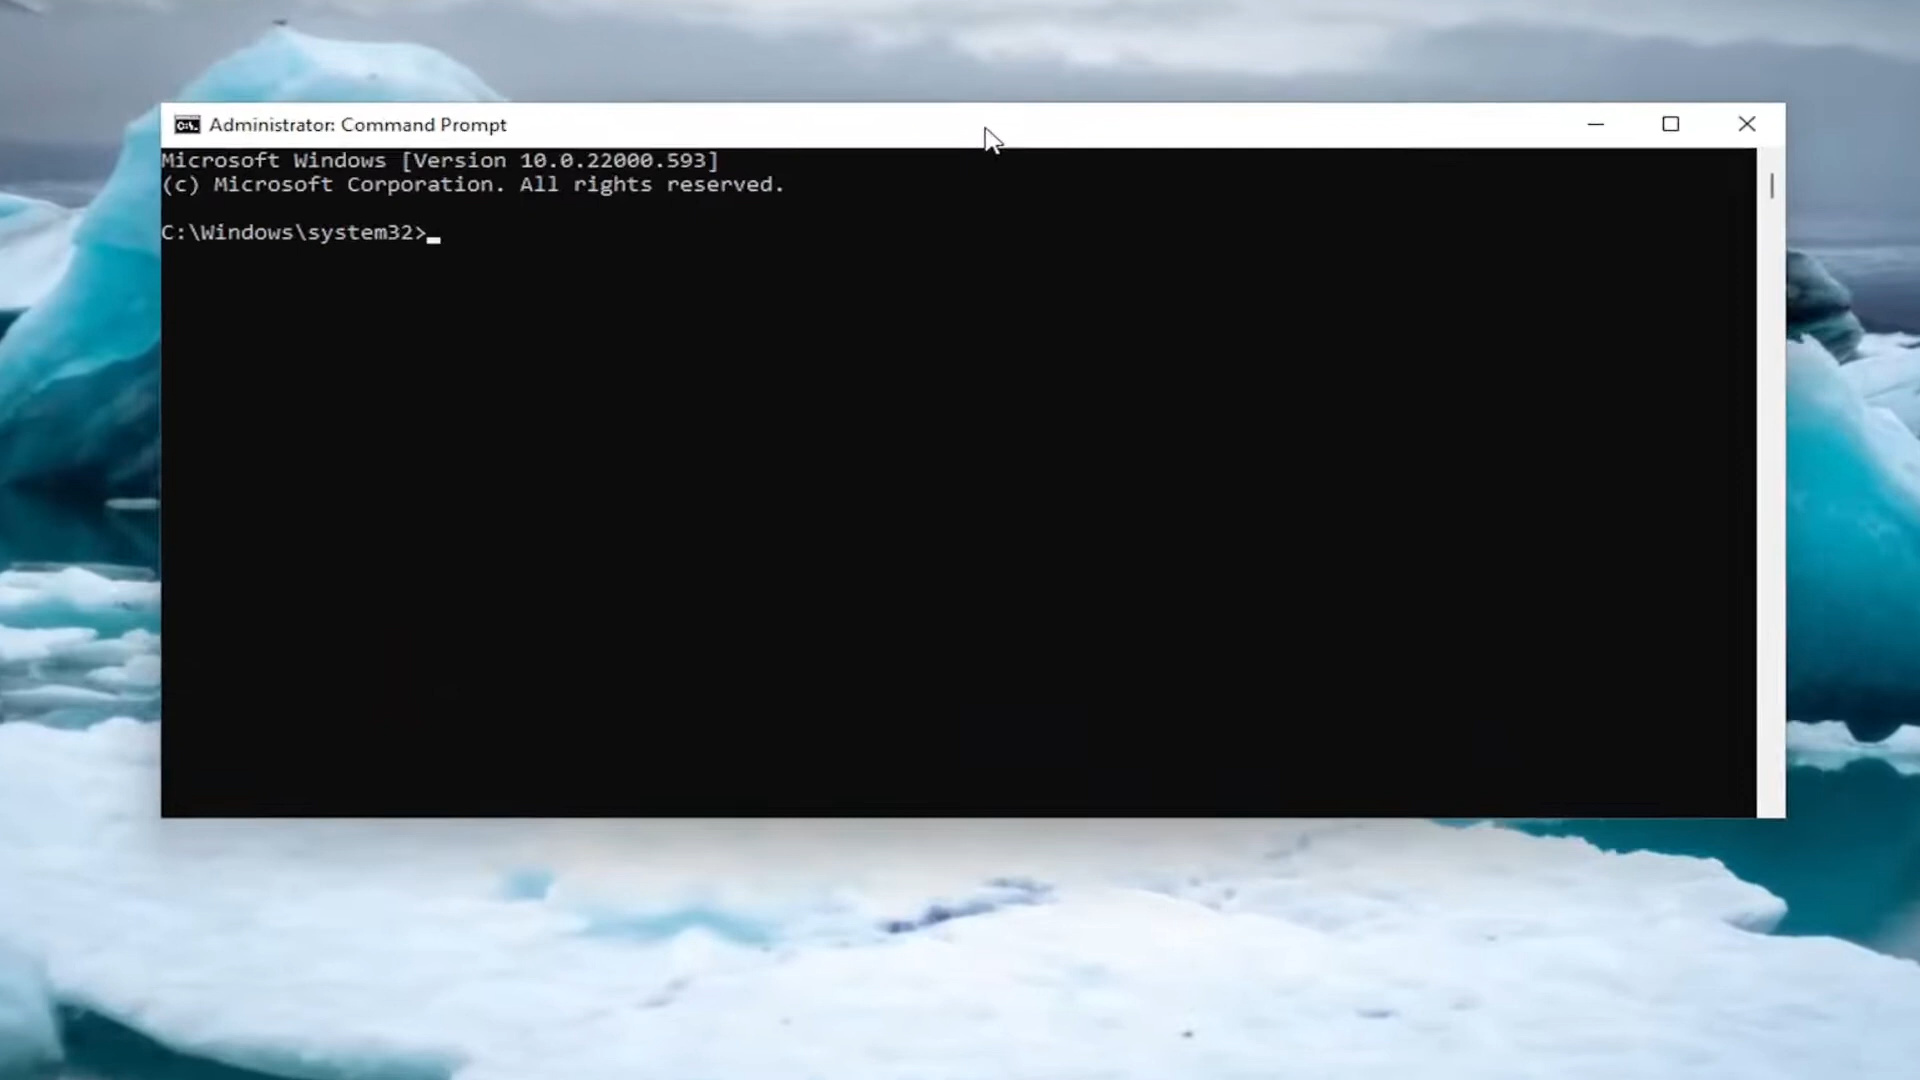 Administrator: Command Prompt
Microsoft Windows [Version 10.0.22000.593]
(c) Microsoft Corporation. All rights reserved.
C:\Windows\system32>